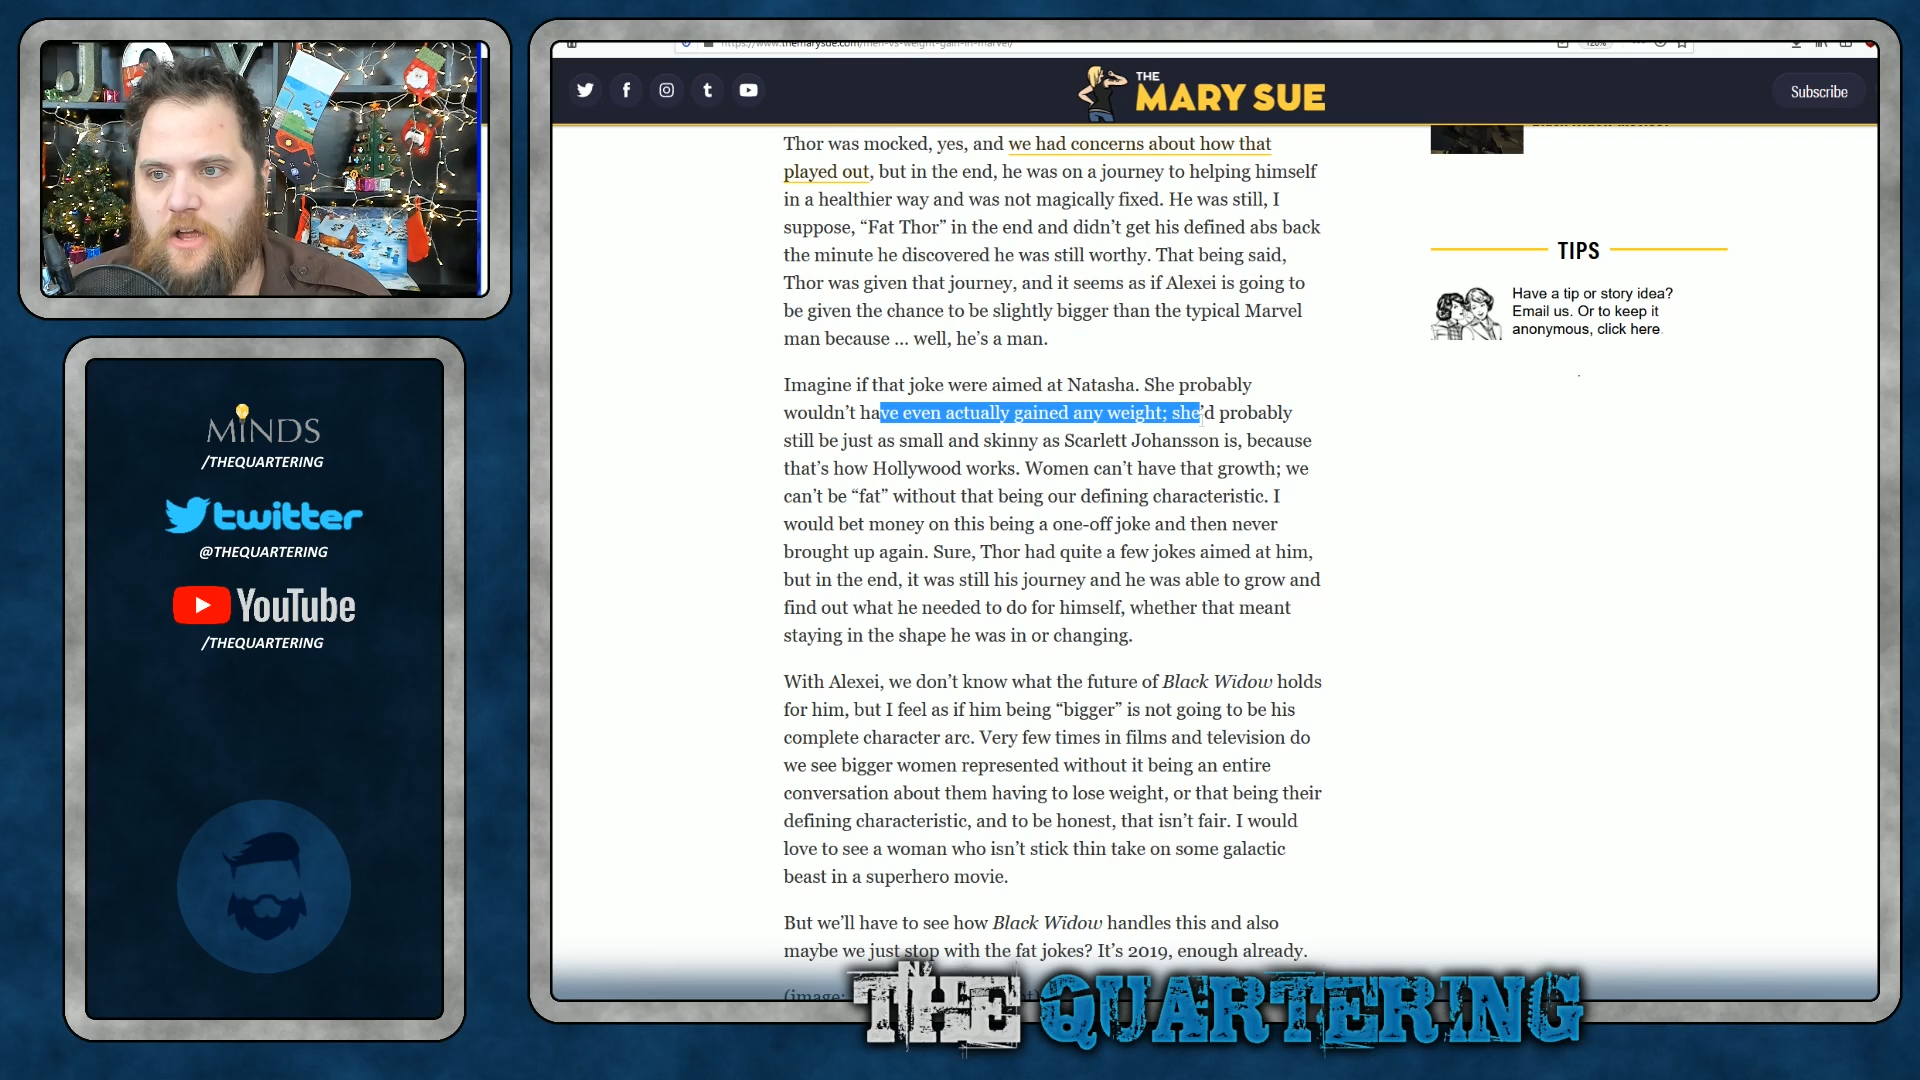 JOY
MINDS
/THEQUARTERING
twitter
@THEQUARTERING
YouTube
/THEQUARTERING
https://www.themarysue.com/men-vs-weight-gain-in-marvel/
120%
THE
MARY SUE
Subscribe
Thor was mocked, yes, and we had concerns about how that
played out, but in the end, he was on a journey to helping himself
in a healthier way and was not magically fixed. He was still, I
suppose, “Fat Thor” in the end and didn’t get his defined abs back
the minute he discovered he was still worthy. That being said,
Thor was given that journey, and it seems as if Alexei is going to
be given the chance to be slightly bigger than the typical Marvel
man because … well, he’s a man.
Imagine if that joke were aimed at Natasha. She probably
wouldn’t have even actually gained any weight; she’d probably
still be just as small and skinny as Scarlett Johansson is, because
that’s how Hollywood works. Women can’t have that growth; we
can’t be “fat” without that being our defining characteristic. I
would bet money on this being a one-off joke and then never
brought up again. Sure, Thor had quite a few jokes aimed at him,
but in the end, it was still his journey and he was able to grow and
find out what he needed to do for himself, whether that meant
staying in the shape he was in or changing.
With Alexei, we don’t know what the future of Black Widow holds
for him, but I feel as if him being “bigger” is not going to be his
complete character arc. Very few times in films and television do
we see bigger women represented without it being an entire
conversation about them having to lose weight, or that being their
defining characteristic, and to be honest, that isn’t fair. I would
love to see a woman who isn’t stick thin take on some galactic
beast in a superhero movie.
But we’ll have to see how Black Widow handles this and also
maybe we just stop with the fat jokes? It’s 2019, enough already.
(image:
TIPS
Have a tip or story idea?
Email us. Or to keep it
anonymous, click here.
THE QUARTERING